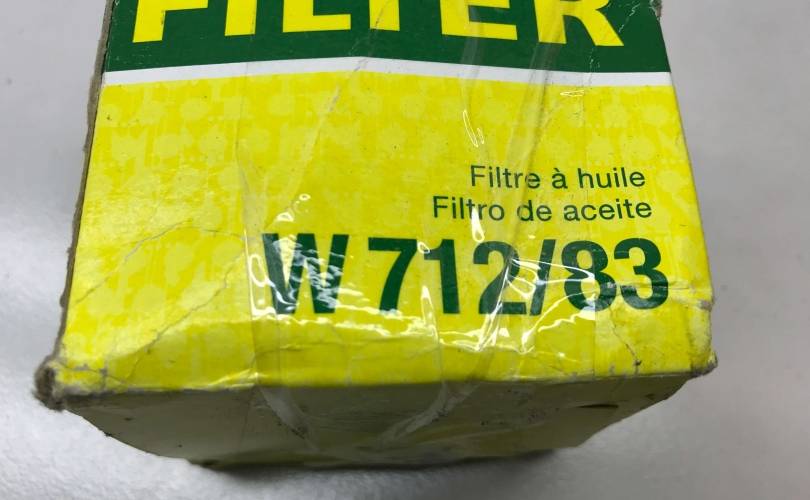 FILTER
Filtre à huile
Filtro de aceite
W 712/83